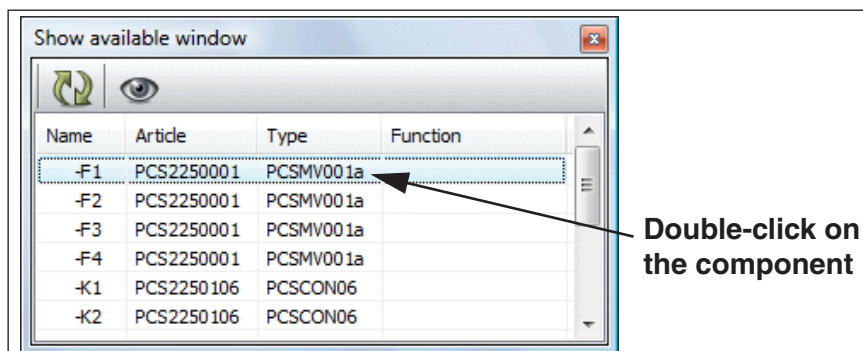 Show available window
Name Article Type Function
-F1 PCS2250001 PCSMV001a
-F2 PCS2250001 PCSMV001a
-F3 PCS2250001 PCSMV001a
-F4 PCS2250001 PCSMV001a
-K1 PCS2250106 PCSCON06
-K2 PCS2250106 PCSCON06
Double-click on
the component